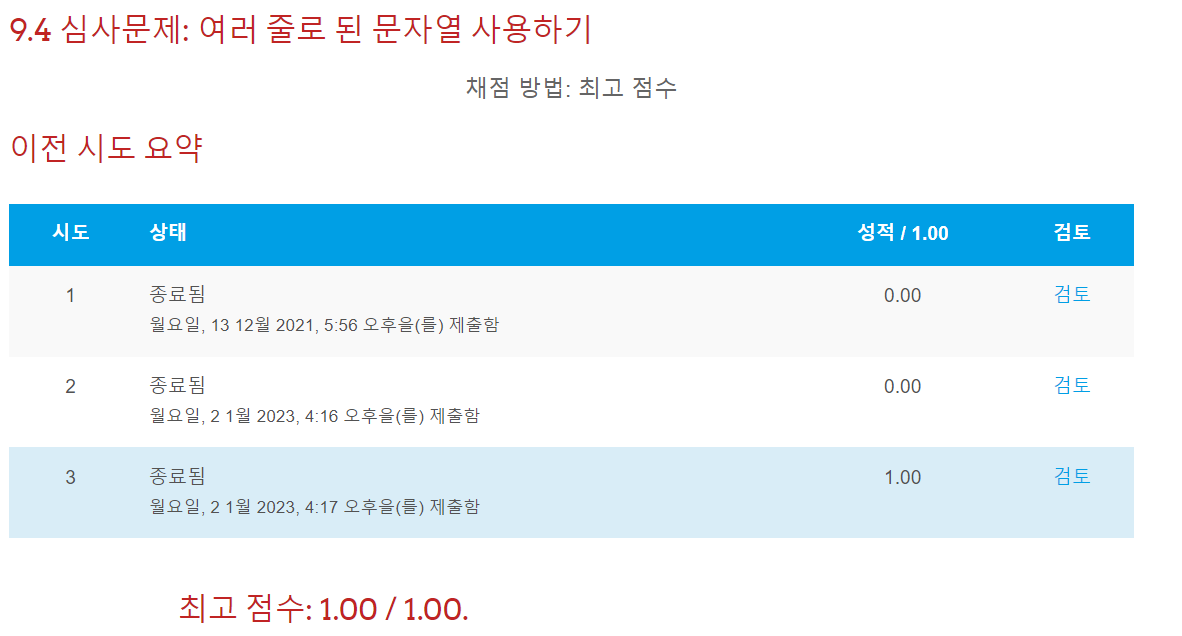 9.4 심사문제: 여러 줄로 된 문자열 사용하기
채점 방법: 최고 점수
이전 시도 요약
시도 상태 성적 / 1.00 검토
1 종료됨 0.00 검토
월요일, 13 12월 2021, 5:56 오후을(를) 제출함
2 종료됨 0.00 검토
월요일, 2 1월 2023, 4:16 오후을(를) 제출함
3 종료됨 1.00 검토
월요일, 2 1월 2023, 4:17 오후을(를) 제출함
최고 점수: 1.00 / 1.00.